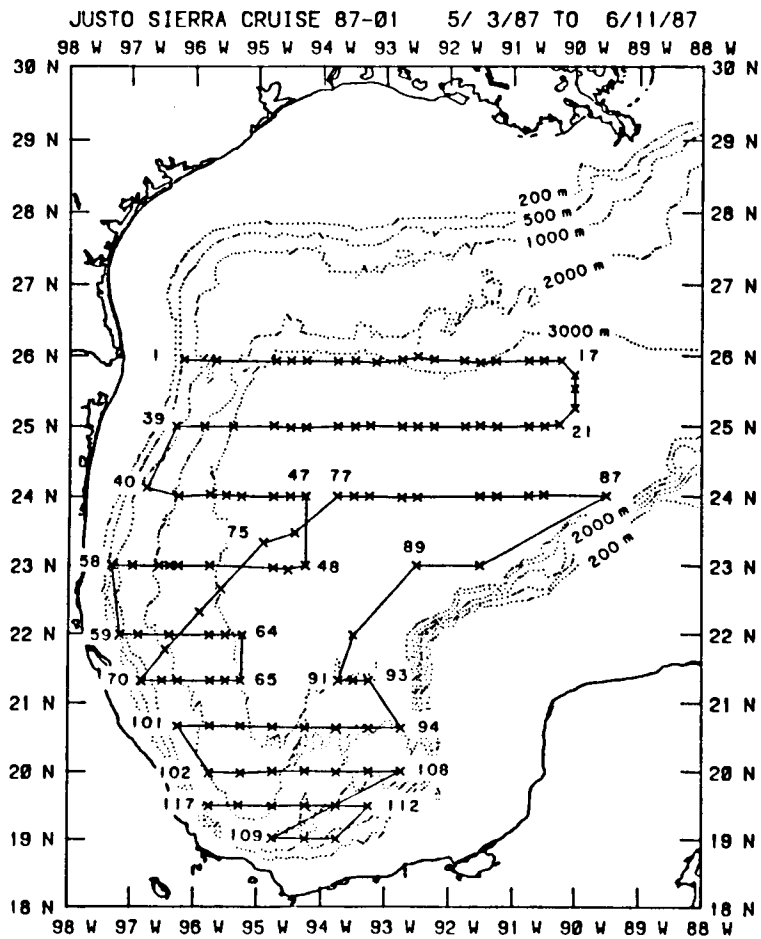 JUSTO SIERRA CRUISE 87-01 5/ 3/87 TO 6/11/87
98 W 97 W 96 W 95 W 94 W 93 W 92 W 91 W 90 W 89 W 88 W
30 N 30 N
29 N 29 N
200 m
28 N 500 m 28 N
1000 m
27 N 2000 m 27 N
3000 m
26 N 1 17 26 N
39
25 N 21 25 N
40 47 77 87
24 N 24 N
75 2000 m
58 89 200 m
23 N 48 23 N
59 64
22 N 22 N
70 65 91 93
21 N 21 N
101 94
20 N 102 108 20 N
117 112
19 N 109 19 N
18 N 18 N
98 W 97 W 96 W 95 W 94 W 93 W 92 W 91 W 90 W 89 W 88 W